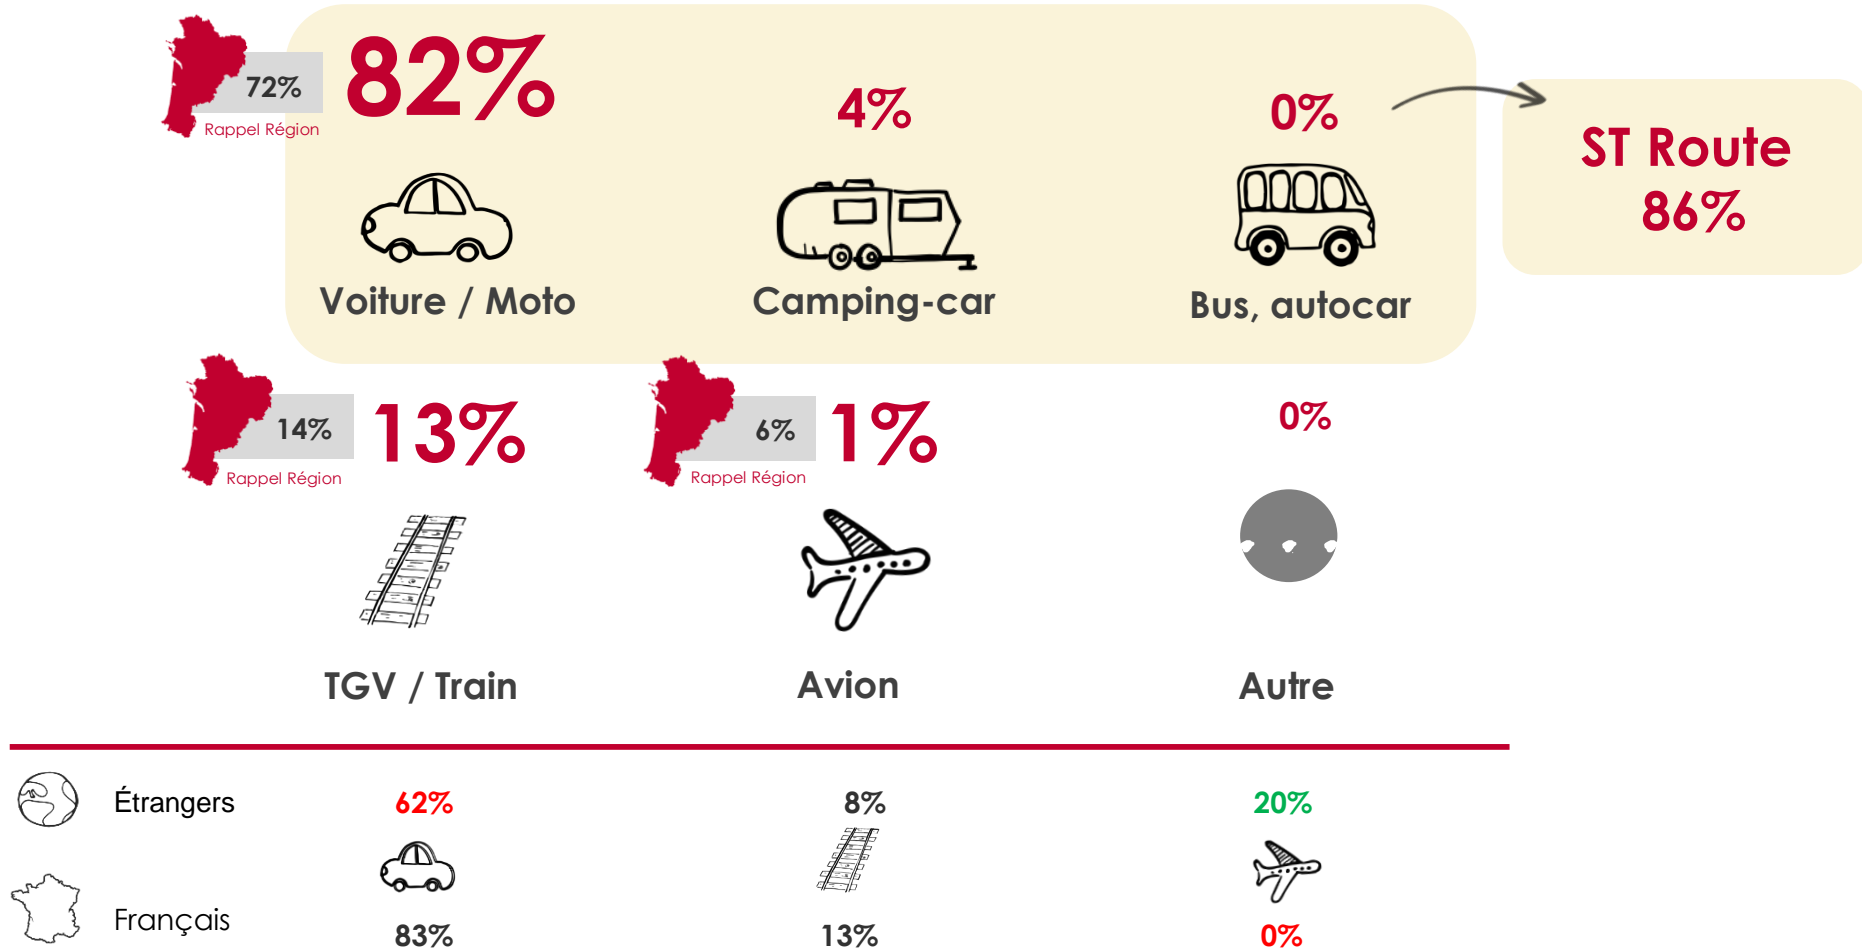 72%
Rappel Région
82%
4%
0%
Voiture / Moto
Camping-car
Bus, autocar
ST Route
86%
14%
Rappel Région
13%
6%
Rappel Région
1%
0%
TGV / Train
Avion
Autre
Étrangers
62%
8%
20%
Français
83%
13%
0%